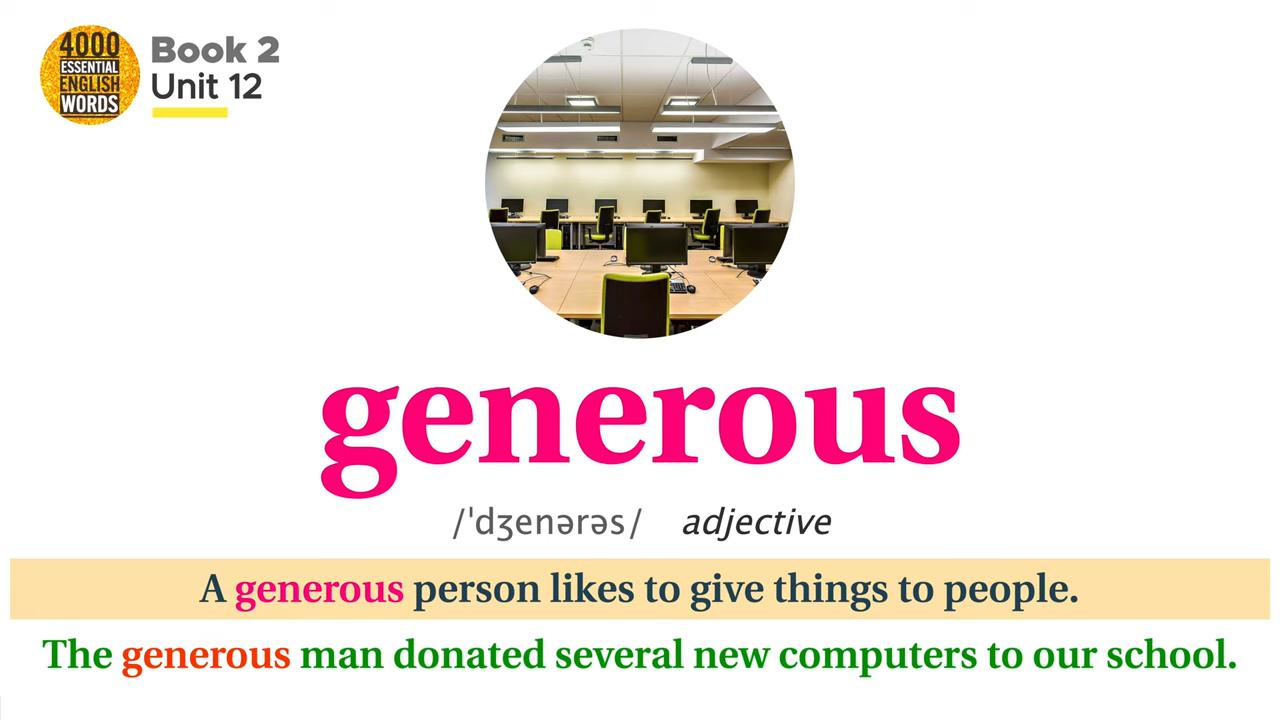 4000
ESSENTIAL
ENGLISH
WORDS
Book 2
Unit 12
generous
/ˈdʒenərəs/ adjective
A generous person likes to give things to people.
The generous man donated several new computers to our school.